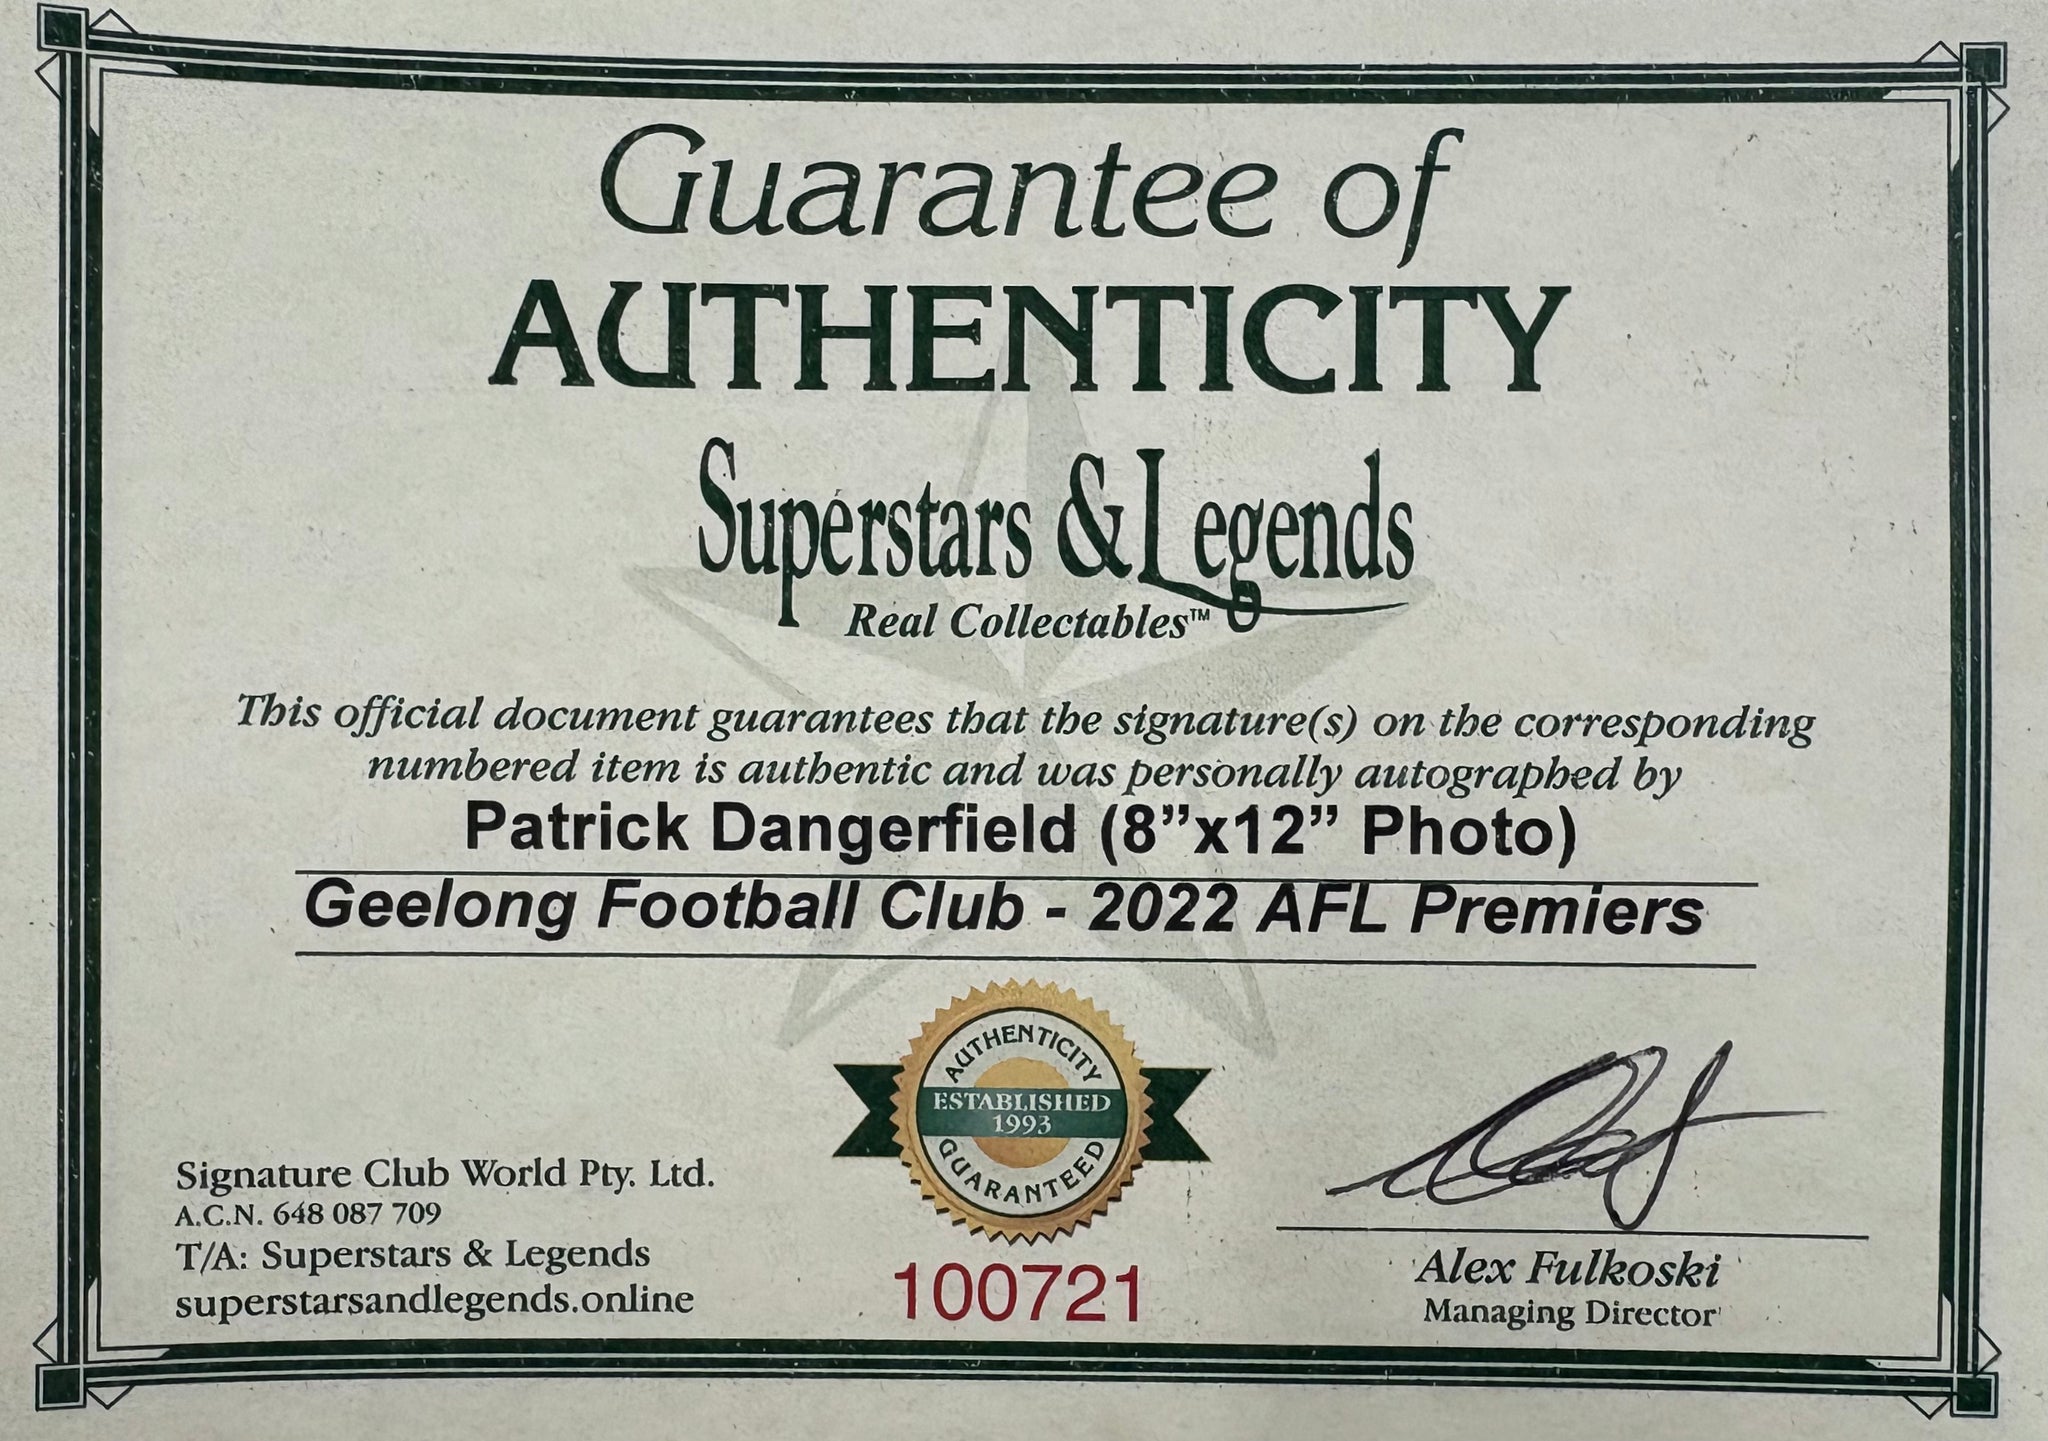 Guarantee of
AUTHENTICITY
Superstars & Legends
Real Collectables™
This official document guarantees that the signature(s) on the corresponding
numbered item is authentic and was personally autographed by
Patrick Dangerfield (8”x12” Photo)
Geelong Football Club - 2022 AFL Premiers
AUTHENTICITY
ESTABLISHED
1993
GUARANTEED
Signature Club World Pty. Ltd.
A.C.N. 648 087 709
T/A: Superstars & Legends
superstarsandlegends.online
100721
Alex Fulkoski
Managing Director